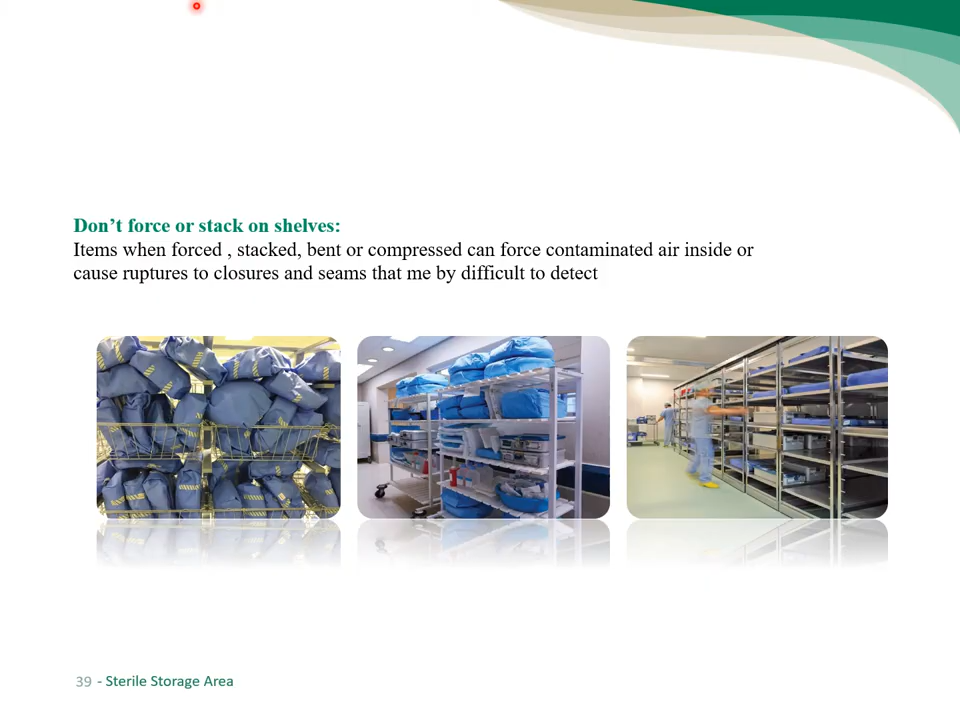 Don’t force or stack on shelves:
Items when forced , stacked, bent or compressed can force contaminated air inside or
cause ruptures to closures and seams that me by difficult to detect
39 - Sterile Storage Area